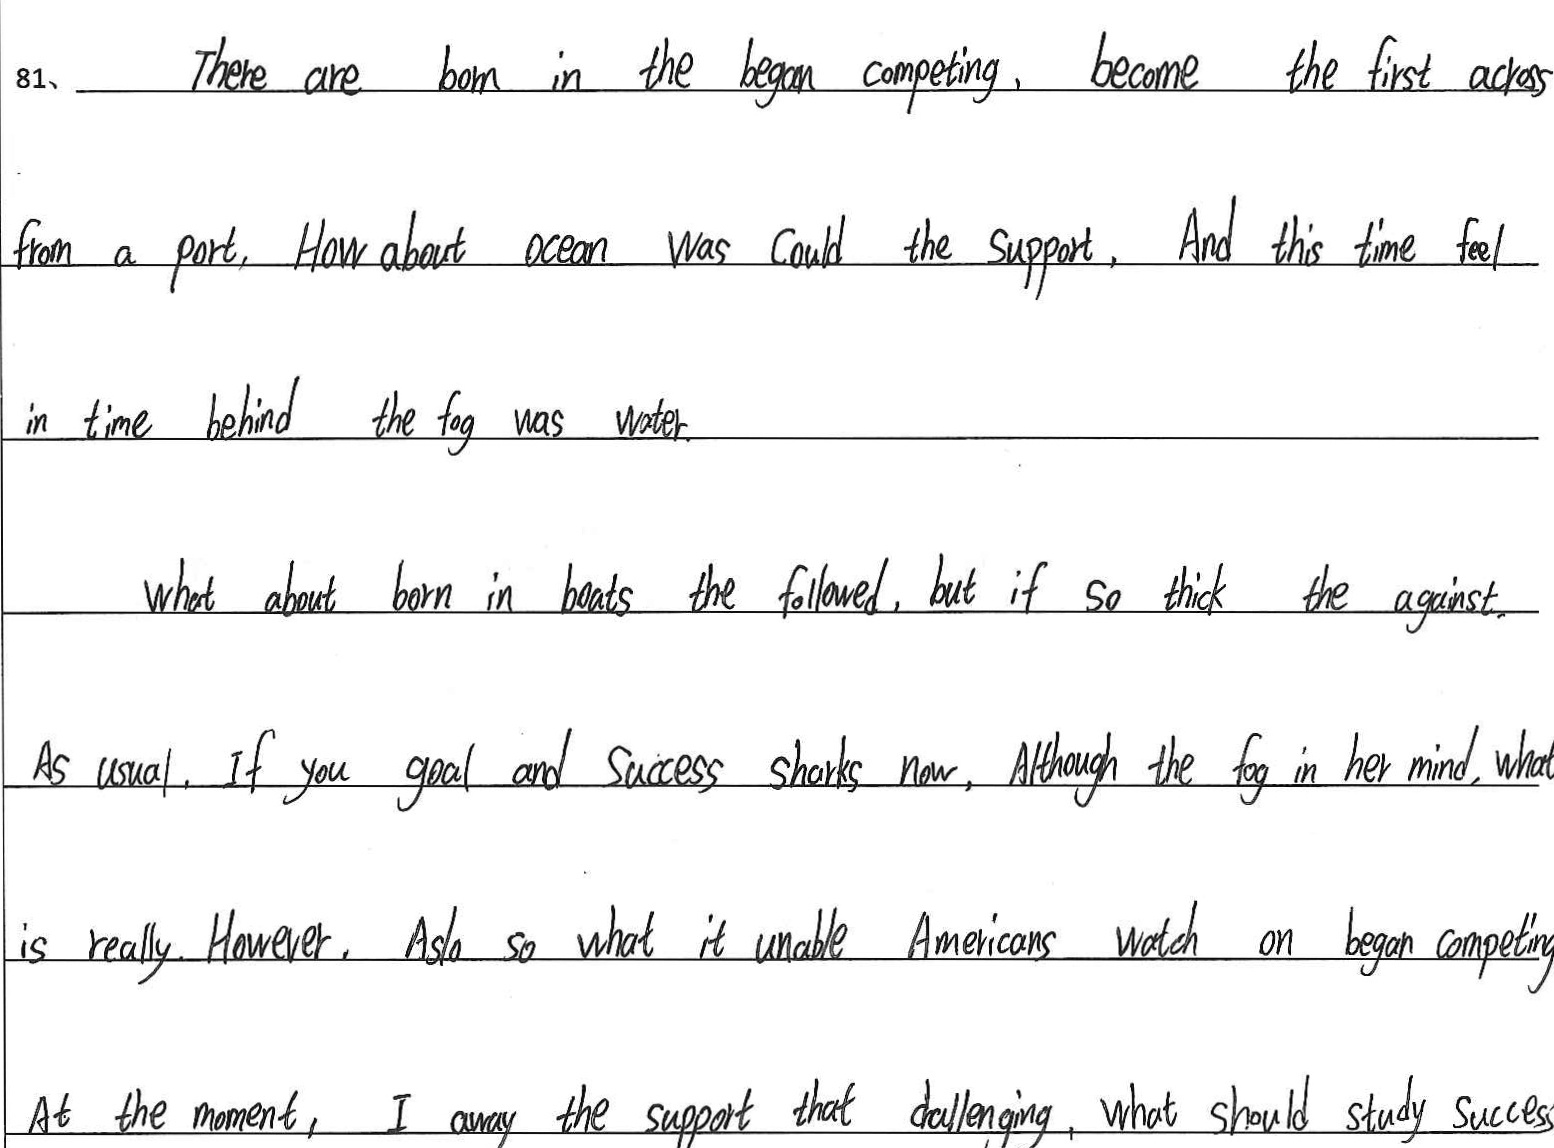 81、 There are born in the began competing, become the first across
from a port, How about ocean was could the support, And this time feel
in time behind the fog was water.
What about born in boats the followed, but if so thick the against.
As usual, If you goal and success sharks now, Although the fog in her mind, what
is really. However, Aslo so what it unable Americans watch on began competing
At the moment, I away the support that dallenging, what should study success